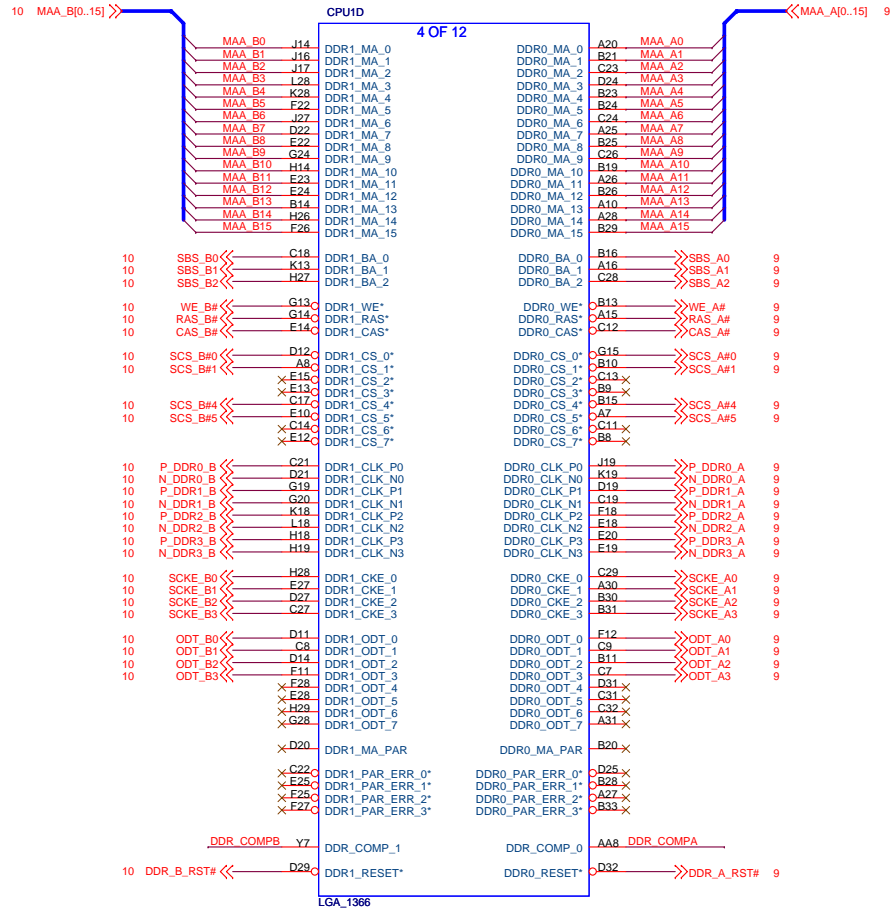 10 MAA_B[0..15] CPU1D MAA_A[0..15] 9
4 OF 12
MAA_B0 J14 DDR1_MA_0 DDR0_MA_0 A20 MAA_A0
MAA_B1 J16 DDR1_MA_1 DDR0_MA_1 B21 MAA_A1
MAA_B2 J17 DDR1_MA_2 DDR0_MA_2 C23 MAA_A2
MAA_B3 L28 DDR1_MA_3 DDR0_MA_3 D24 MAA_A3
MAA_B4 K28 DDR1_MA_4 DDR0_MA_4 B23 MAA_A4
MAA_B5 F22 DDR1_MA_5 DDR0_MA_5 B24 MAA_A5
MAA_B6 J27 DDR1_MA_6 DDR0_MA_6 C24 MAA_A6
MAA_B7 D22 DDR1_MA_7 DDR0_MA_7 A25 MAA_A7
MAA_B8 E22 DDR1_MA_8 DDR0_MA_8 B25 MAA_A8
MAA_B9 G24 DDR1_MA_9 DDR0_MA_9 C26 MAA_A9
MAA_B10 H14 DDR1_MA_10 DDR0_MA_10 B19 MAA_A10
MAA_B11 E23 DDR1_MA_11 DDR0_MA_11 A26 MAA_A11
MAA_B12 E24 DDR1_MA_12 DDR0_MA_12 B26 MAA_A12
MAA_B13 B14 DDR1_MA_13 DDR0_MA_13 A10 MAA_A13
MAA_B14 H26 DDR1_MA_14 DDR0_MA_14 A28 MAA_A14
MAA_B15 F26 DDR1_MA_15 DDR0_MA_15 B29 MAA_A15
10 SBS_B0 C18 DDR1_BA_0 DDR0_BA_0 B16 SBS_A0 9
10 SBS_B1 K13 DDR1_BA_1 DDR0_BA_1 A16 SBS_A1 9
10 SBS_B2 H27 DDR1_BA_2 DDR0_BA_2 C28 SBS_A2 9
10 WE_B# G13 DDR1_WE* DDR0_WE* B13 WE_A# 9
10 RAS_B# G14 DDR1_RAS* DDR0_RAS* A15 RAS_A# 9
10 CAS_B# E14 DDR1_CAS* DDR0_CAS* C12 CAS_A# 9
10 SCS_B#0 D12 DDR1_CS_0* DDR0_CS_0* G15 SCS_A#0 9
10 SCS_B#1 A8 DDR1_CS_1* DDR0_CS_1* B10 SCS_A#1 9
E15 DDR1_CS_2* DDR0_CS_2* C13
E13 DDR1_CS_3* DDR0_CS_3* B9
10 SCS_B#4 C17 DDR1_CS_4* DDR0_CS_4* B15 SCS_A#4 9
10 SCS_B#5 E10 DDR1_CS_5* DDR0_CS_5* A7 SCS_A#5 9
C14 DDR1_CS_6* DDR0_CS_6* C11
E12 DDR1_CS_7* DDR0_CS_7* B8
10 P_DDR0_B C21 DDR1_CLK_P0 DDR0_CLK_P0 J19 P_DDR0_A 9
10 N_DDR0_B D21 DDR1_CLK_N0 DDR0_CLK_N0 K19 N_DDR0_A 9
10 P_DDR1_B G19 DDR1_CLK_P1 DDR0_CLK_P1 D19 P_DDR1_A 9
10 N_DDR1_B G20 DDR1_CLK_N1 DDR0_CLK_N1 C19 N_DDR1_A 9
10 P_DDR2_B K18 DDR1_CLK_P2 DDR0_CLK_P2 F18 P_DDR2_A 9
10 N_DDR2_B L18 DDR1_CLK_N2 DDR0_CLK_N2 E18 N_DDR2_A 9
10 P_DDR3_B H18 DDR1_CLK_P3 DDR0_CLK_P3 E20 P_DDR3_A 9
10 N_DDR3_B H19 DDR1_CLK_N3 DDR0_CLK_N3 E19 N_DDR3_A 9
10 SCKE_B0 H28 DDR1_CKE_0 DDR0_CKE_0 C29 SCKE_A0 9
10 SCKE_B1 E27 DDR1_CKE_1 DDR0_CKE_1 A30 SCKE_A1 9
10 SCKE_B2 D27 DDR1_CKE_2 DDR0_CKE_2 B30 SCKE_A2 9
10 SCKE_B3 C27 DDR1_CKE_3 DDR0_CKE_3 B31 SCKE_A3 9
10 ODT_B0 D11 DDR1_ODT_0 DDR0_ODT_0 F12 ODT_A0 9
10 ODT_B1 C8 DDR1_ODT_1 DDR0_ODT_1 C9 ODT_A1 9
10 ODT_B2 D14 DDR1_ODT_2 DDR0_ODT_2 B11 ODT_A2 9
10 ODT_B3 F11 DDR1_ODT_3 DDR0_ODT_3 C7 ODT_A3 9
F28 DDR1_ODT_4 DDR0_ODT_4 D31
E28 DDR1_ODT_5 DDR0_ODT_5 C31
H29 DDR1_ODT_6 DDR0_ODT_6 C32
G28 DDR1_ODT_7 DDR0_ODT_7 A31
D20 DDR1_MA_PAR DDR0_MA_PAR B20
C22 DDR1_PAR_ERR_0* DDR0_PAR_ERR_0* D25
E25 DDR1_PAR_ERR_1* DDR0_PAR_ERR_1* B28
F25 DDR1_PAR_ERR_2* DDR0_PAR_ERR_2* A27
F27 DDR1_PAR_ERR_3* DDR0_PAR_ERR_3* B33
DDR_COMPB Y7 DDR_COMP_1 DDR_COMP_0 AA8 DDR_COMPA
10 DDR_B_RST# D29 DDR1_RESET* DDR0_RESET* D32 DDR_A_RST# 9
LGA_1366